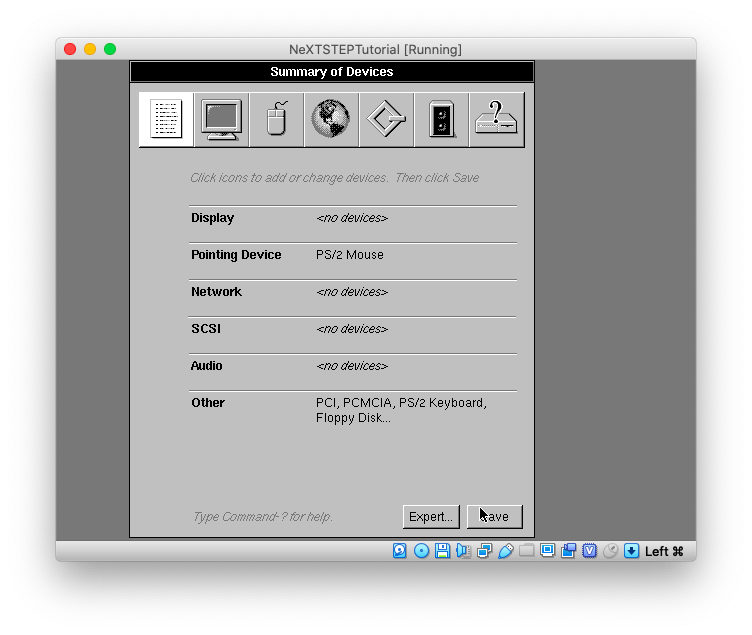 NeXTSTEPTutorial [Running]
Summary of Devices
?
Click icons to add or change devices. Then click Save
Display <no devices>
Pointing Device PS/2 Mouse
Network <no devices>
SCSI <no devices>
Audio <no devices>
Other PCI, PCMCIA, PS/2 Keyboard,
Floppy Disk...
Type Command-? for help.
Expert... Save
V
Left ⌘